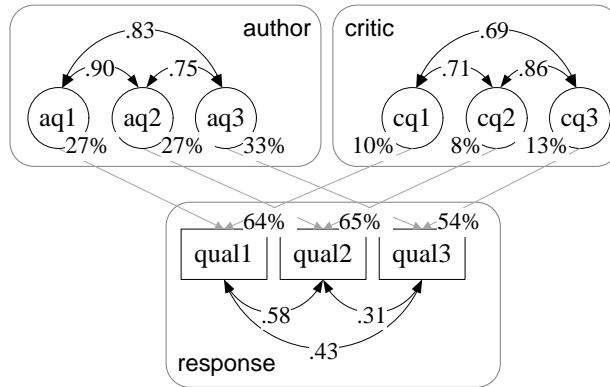 .83 author critic .69
.90 .75 .71 .86
aq1 aq2 aq3 cq1 cq2 cq3
27% 27% 33% 10% 8% 13%
64% 65% 54%
qual1 qual2 qual3
.58 .31
.43
response